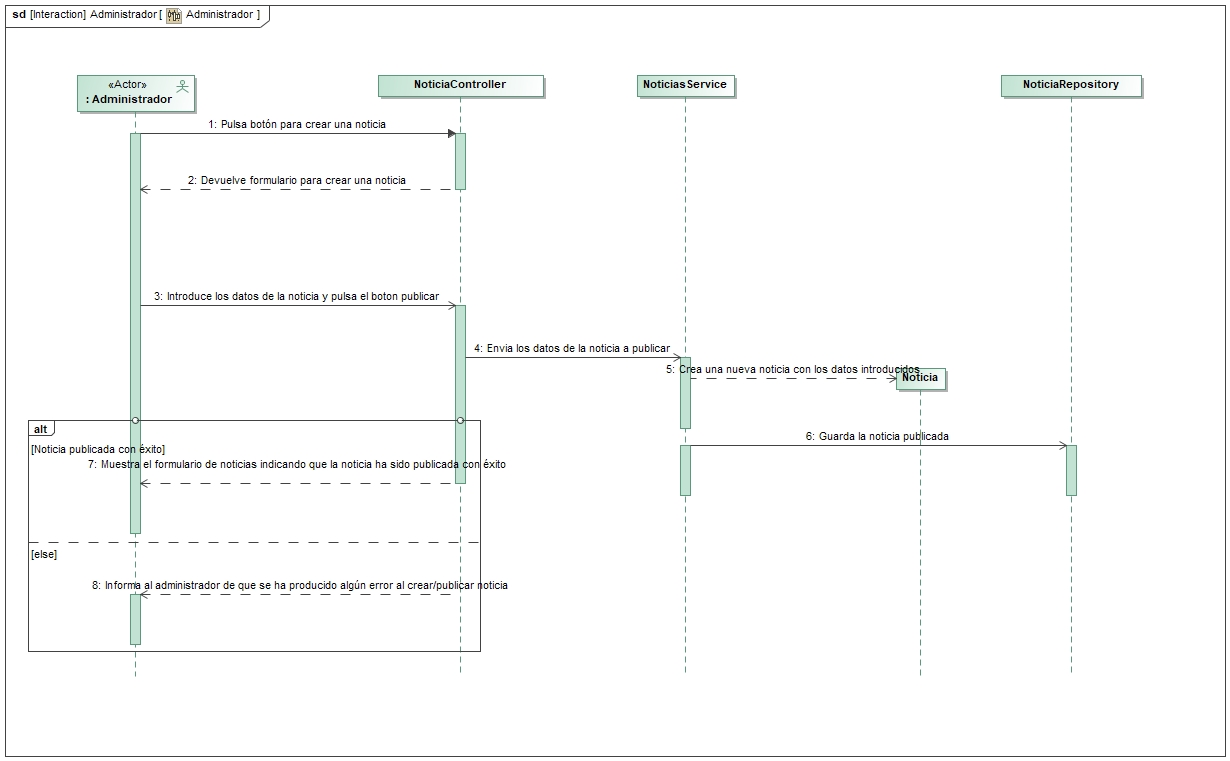 sd [Interaction] Administrador[ Administrador ]
«Actor»
: Administrador
NoticiaController
NoticiasService
NoticiaRepository
1: Pulsa botón para crear una noticia
2: Devuelve formulario para crear una noticia
3: Introduce los datos de la noticia y pulsa el boton publicar
4: Envia los datos de la noticia a publicar
5: Crea una nueva noticia con los datos introducidos
Noticia
alt
6: Guarda la noticia publicada
[Noticia publicada con éxito]
7: Muestra el formulario de noticias indicando que la noticia ha sido publicada con éxito
[else]
8: Informa al administrador de que se ha producido algún error al crear/publicar noticia